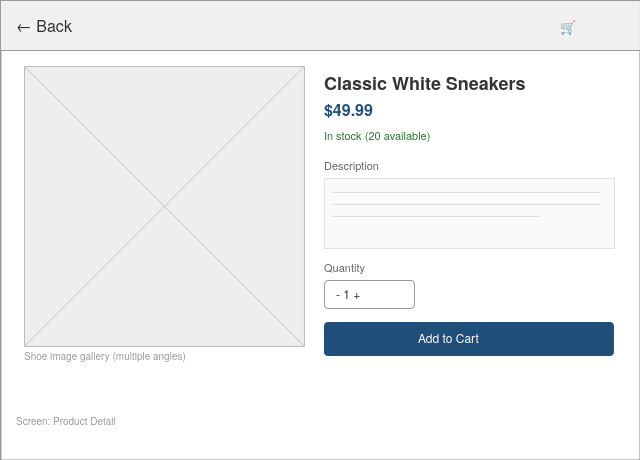 ← Back
Classic White Sneakers
$49.99
In stock (20 available)
Description
Quantity
- 1 +
Add to Cart
Shoe image gallery (multiple angles)
Screen: Product Detail